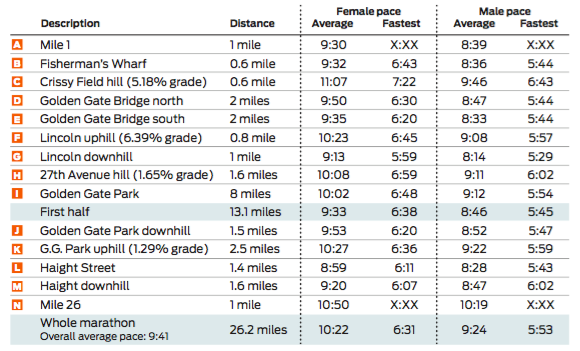 Female pace Male pace
Description Distance Average Fastest Average Fastest
A Mile 1 1 mile 9:30 X:XX 8:39 X:XX
B Fisherman's Wharf 0.6 mile 9:32 6:43 8:36 5:44
C Crissy Field hill (5.18% grade) 0.6 mile 11:07 7:22 9:46 6:43
D Golden Gate Bridge north 2 miles 9:50 6:30 8:47 5:44
E Golden Gate Bridge south 2 miles 9:35 6:20 8:33 5:44
F Lincoln uphill (6.39% grade) 0.8 mile 10:23 6:45 9:08 5:57
G Lincoln downhill 1 mile 9:13 5:59 8:14 5:29
H 27th Avenue hill (1.65% grade) 1.6 miles 10:08 6:59 9:11 6:02
I Golden Gate Park 8 miles 10:02 6:48 9:12 5:54
First half 13.1 miles 9:33 6:38 8:46 5:45
J Golden Gate Park downhill 1.5 miles 9:53 6:20 8:52 5:47
K G.G. Park uphill (1.29% grade) 2.5 miles 10:27 6:36 9:22 5:59
L Haight Street 1.4 miles 8:59 6:11 8:28 5:43
M Haight downhill 1.6 miles 9:20 6:07 8:47 6:02
N Mile 26 1 mile 10:50 X:XX 10:19 X:XX
Whole marathon 26.2 miles 10:22 6:31 9:24 5:53
Overall average pace: 9:41